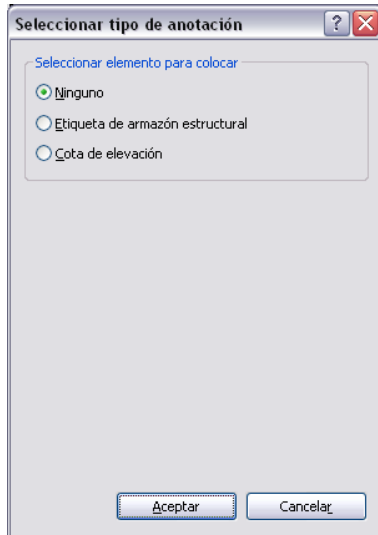 Seleccionar tipo de anotación
Seleccionar elemento para colocar
Ninguno
Etiqueta de armazón estructural
Cota de elevación
Aceptar
Cancelar